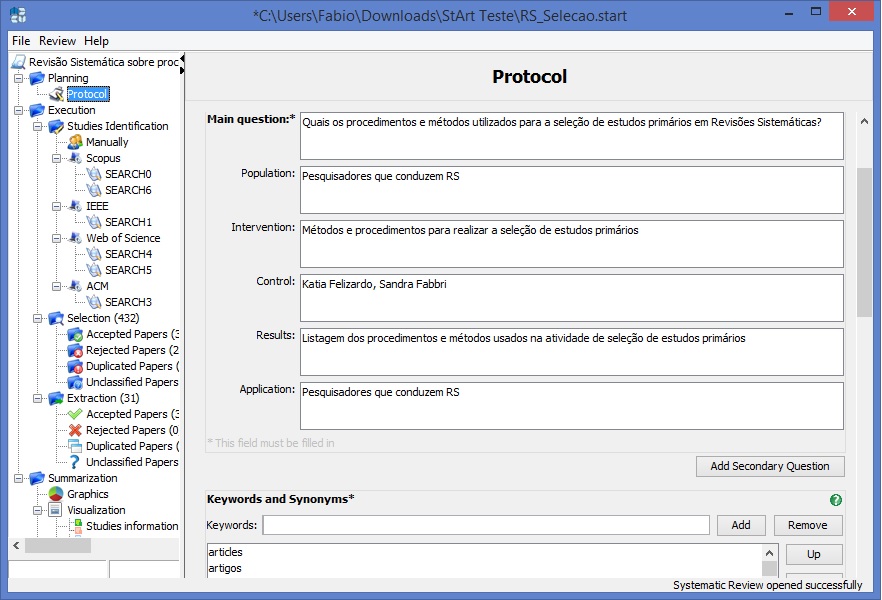 *C:\Users\Fabio\Downloads\StArt Teste\RS_Selecao.start
File Review Help
Revisão Sistemática sobre proc
Planning
Protocol
Execution
Studies Identification
Manually
Scopus
SEARCH0
SEARCH6
IEEE
SEARCH1
Web of Science
SEARCH4
SEARCH5
ACM
SEARCH3
Selection (432)
Accepted Papers (3
Rejected Papers (2
Duplicated Papers (
Unclassified Papers
Extraction (31)
Accepted Papers (3
Rejected Papers (0
Duplicated Papers (
Unclassified Papers
Summarization
Graphics
Visualization
Studies information
Protocol
Main question:* Quais os procedimentos e métodos utilizados para a seleção de estudos primários em Revisões Sistemáticas?
Population: Pesquisadores que conduzem RS
Intervention: Métodos e procedimentos para realizar a seleção de estudos primários
Control: Katia Felizardo, Sandra Fabbri
Results: Listagem dos procedimentos e métodos usados na atividade de seleção de estudos primários
Application: Pesquisadores que conduzem RS
* This field must be filled in
Add Secondary Question
Keywords and Synonyms*
Keywords: Add Remove
articles
artigos
Up
Systematic Review opened successfully